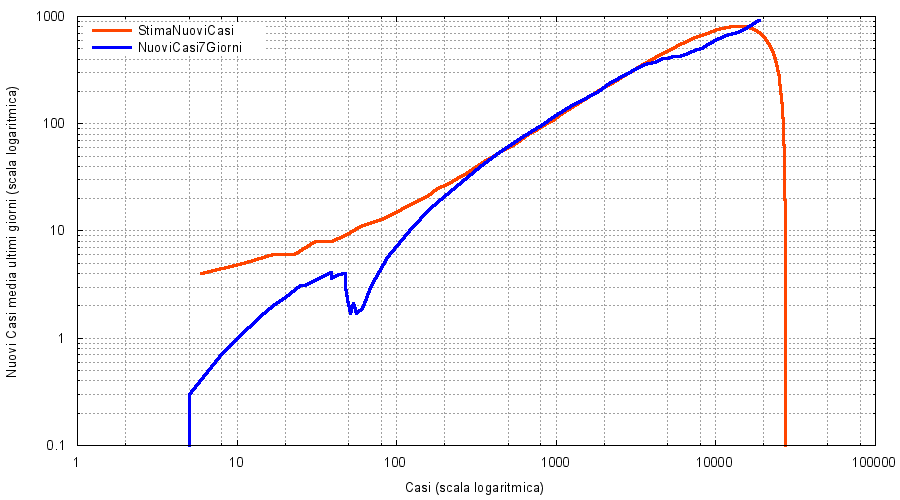 1000
StimaNuoviCasi
NuoviCasi7Giorni
100
10
1
0.1
Nuovi Casi media ultimi giorni (scala logaritmica)
1 10 100 1000 10000 100000
Casi (scala logaritmica)